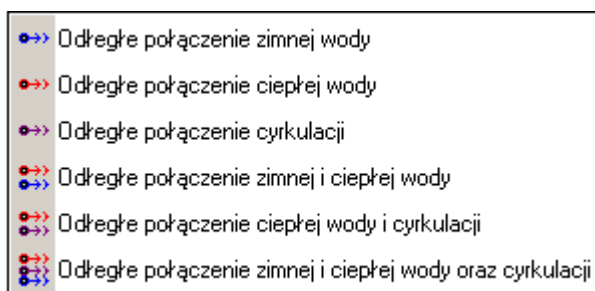 Odległe połączenie zimnej wody
Odległe połączenie ciepłej wody
Odległe połączenie cyrkulacji
Odległe połączenie zimnej i ciepłej wody
Odległe połączenie ciepłej wody i cyrkulacji
Odległe połączenie zimnej i ciepłej wody oraz cyrkulacji